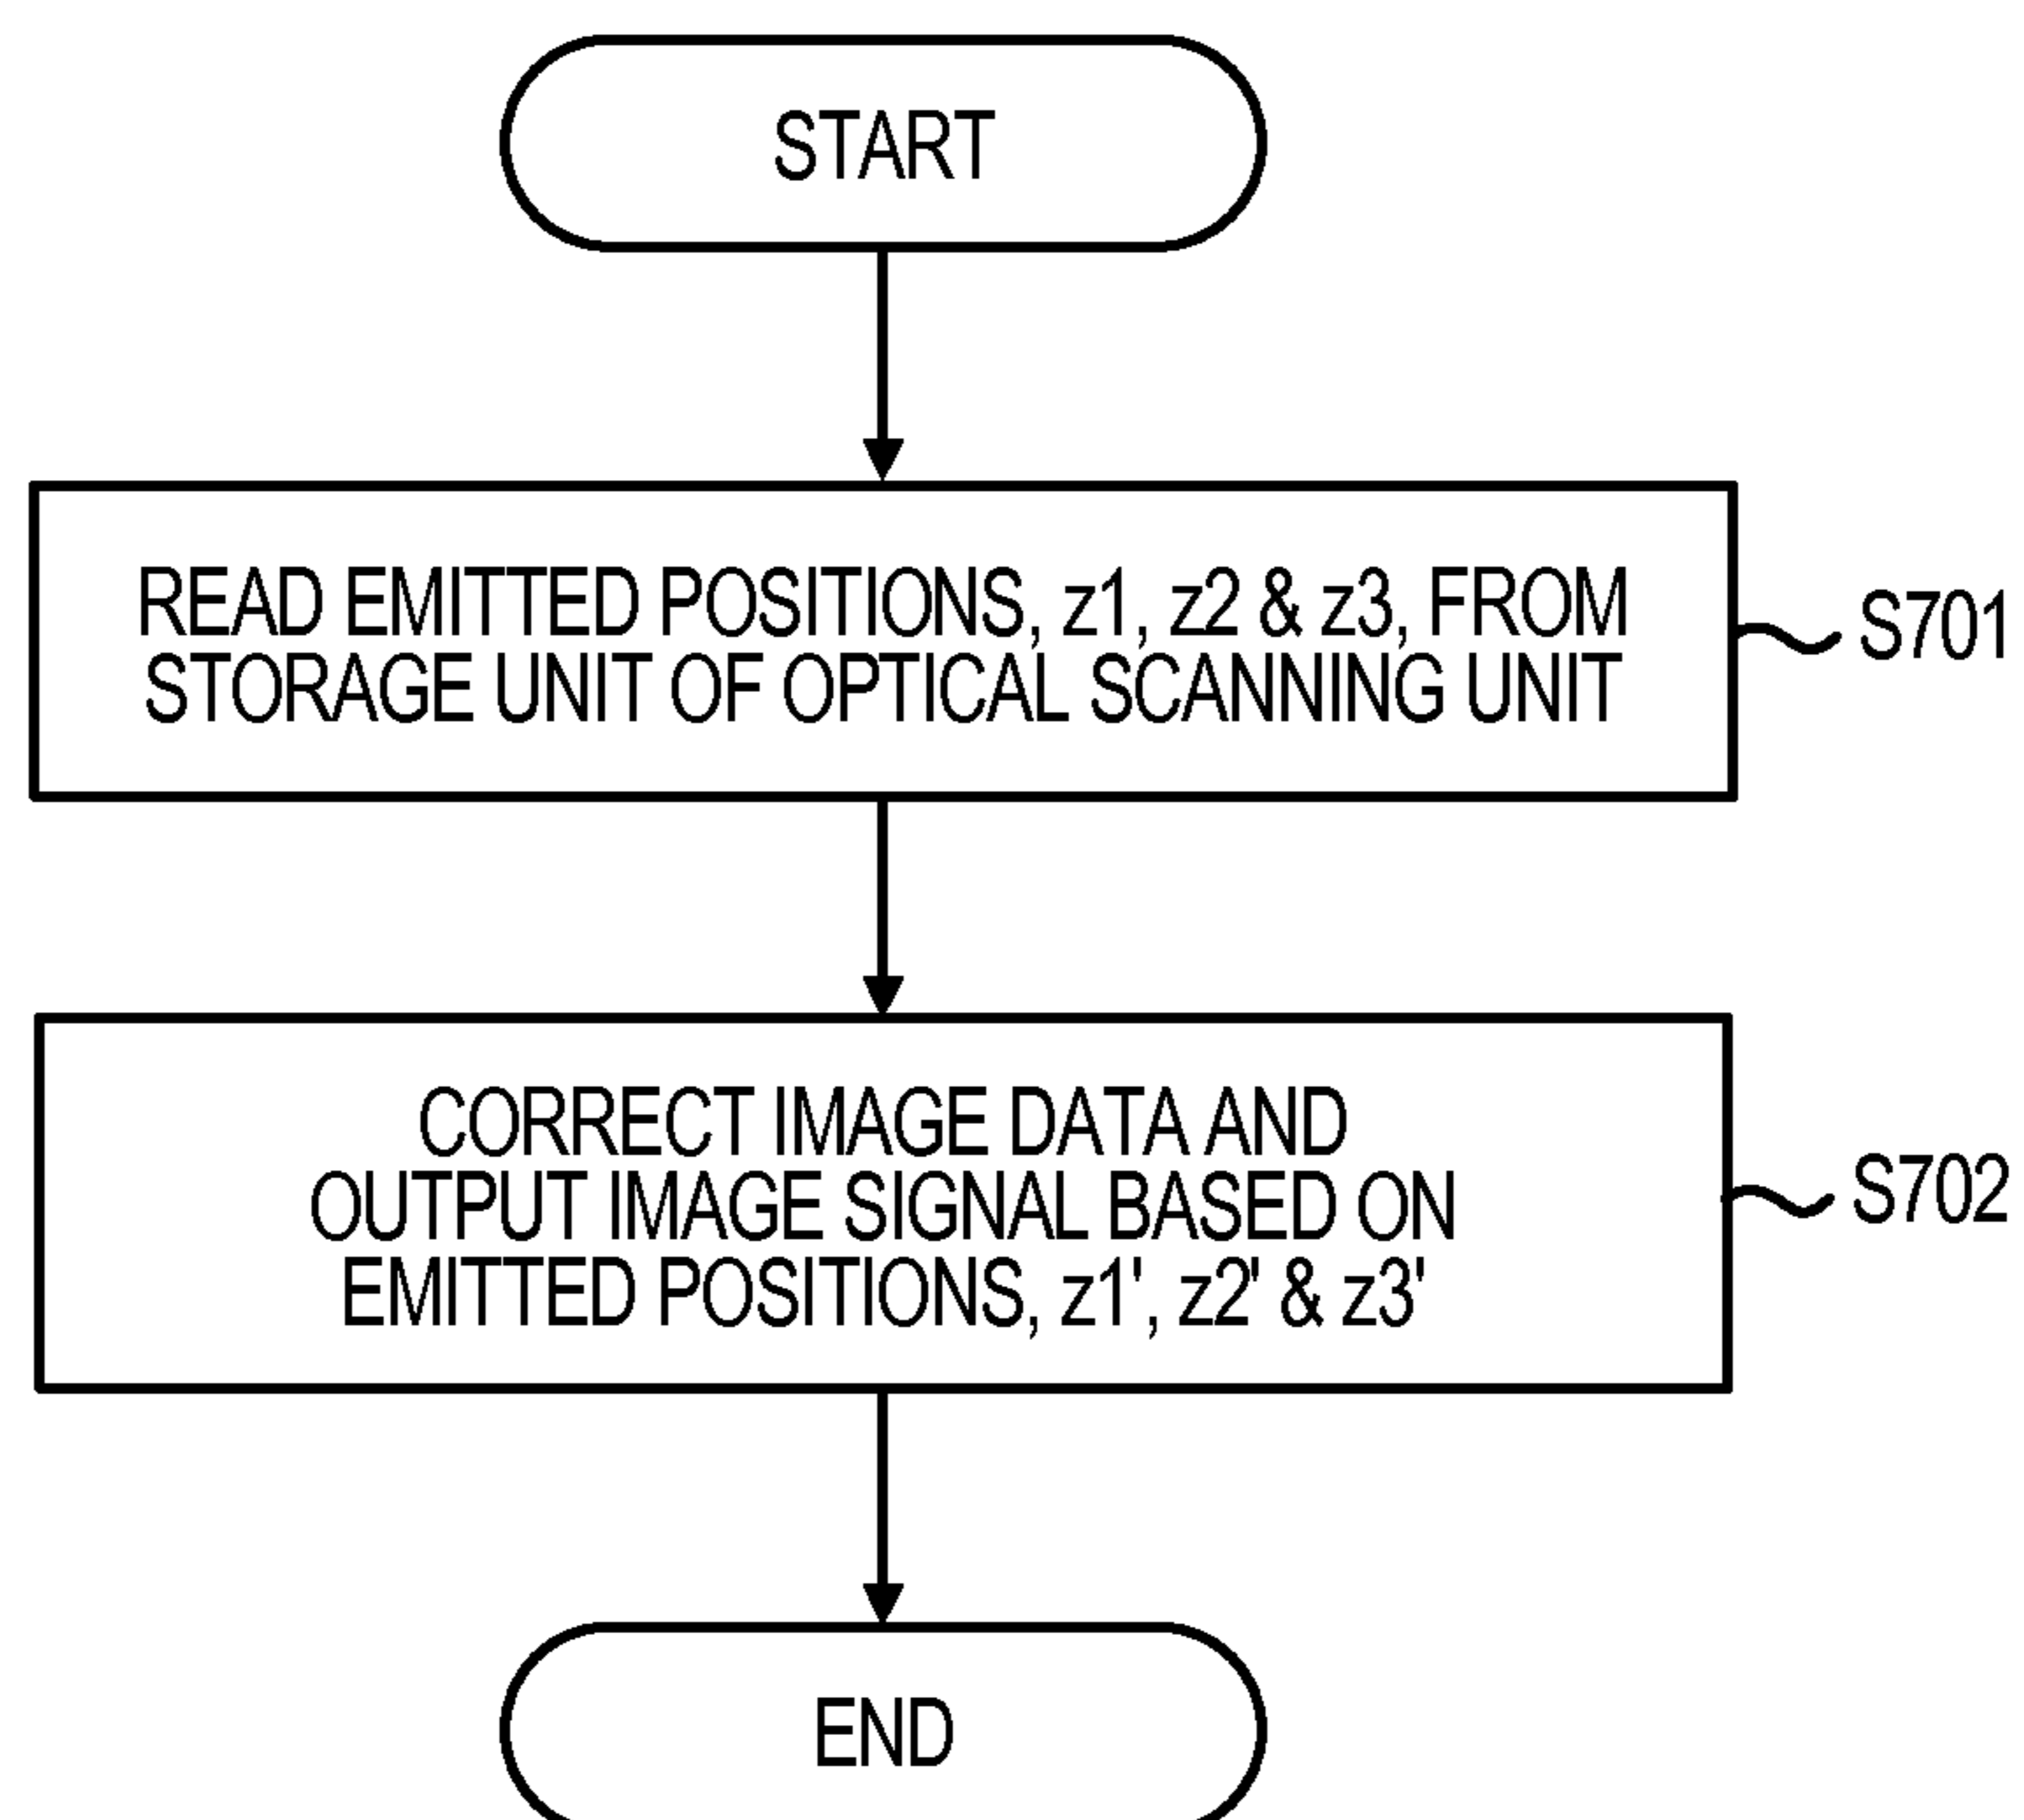 START
READ EMITTED POSITIONS, z1, z2 & z3, FROM
STORAGE UNIT OF OPTICAL SCANNING UNIT
S701
CORRECT IMAGE DATA AND
OUTPUT IMAGE SIGNAL BASED ON
EMITTED POSITIONS, z1', z2' & z3'
S702
END